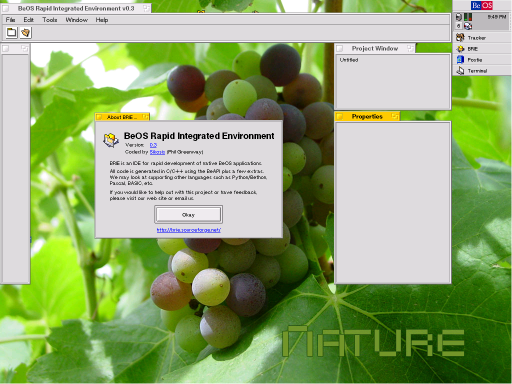 BeOS Rapid Integrated Environment v0.3
File Edit Tools Window Help
Be OS
9:49 PM
Tracker
BRIE
Postie
Terminal
Project Window
Untitled
Properties
About BRIE...
BeOS Rapid Integrated Environment
Version: 0.3
Coded by Sikosis (Phil Greenway)
BRIE is an IDE for rapid development of native BeOS applications.
All code is generated in C/C++ using the BeAPI plus a few extras.
We may look at supporting other languages such as Python/Bethon,
Pascal, BASIC, etc.
If you would like to help out with this project or have feedback,
please visit our web site or email us.
Okay
http://brie.sourceforge.net/
NATURE